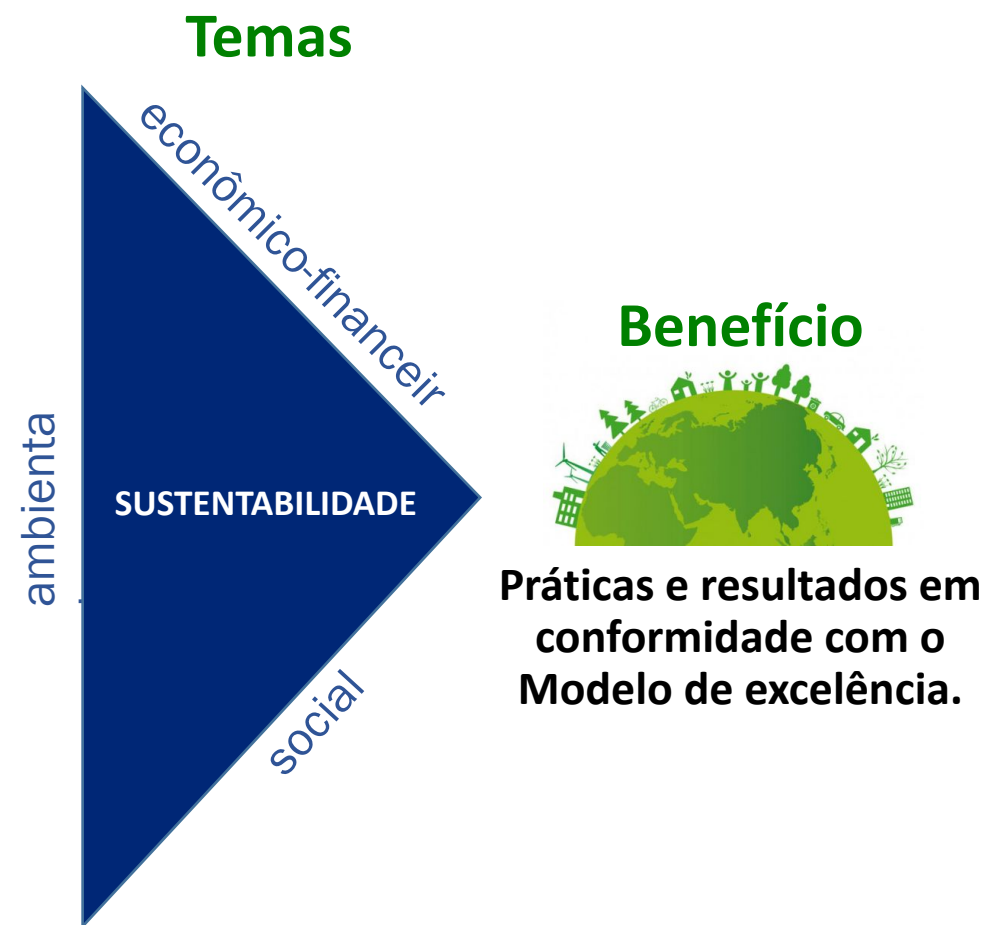 Temas
econômico-financeir
ambienta
SUSTENTABILIDADE
social
Benefício
Práticas e resultados em
conformidade com o
Modelo de excelência.